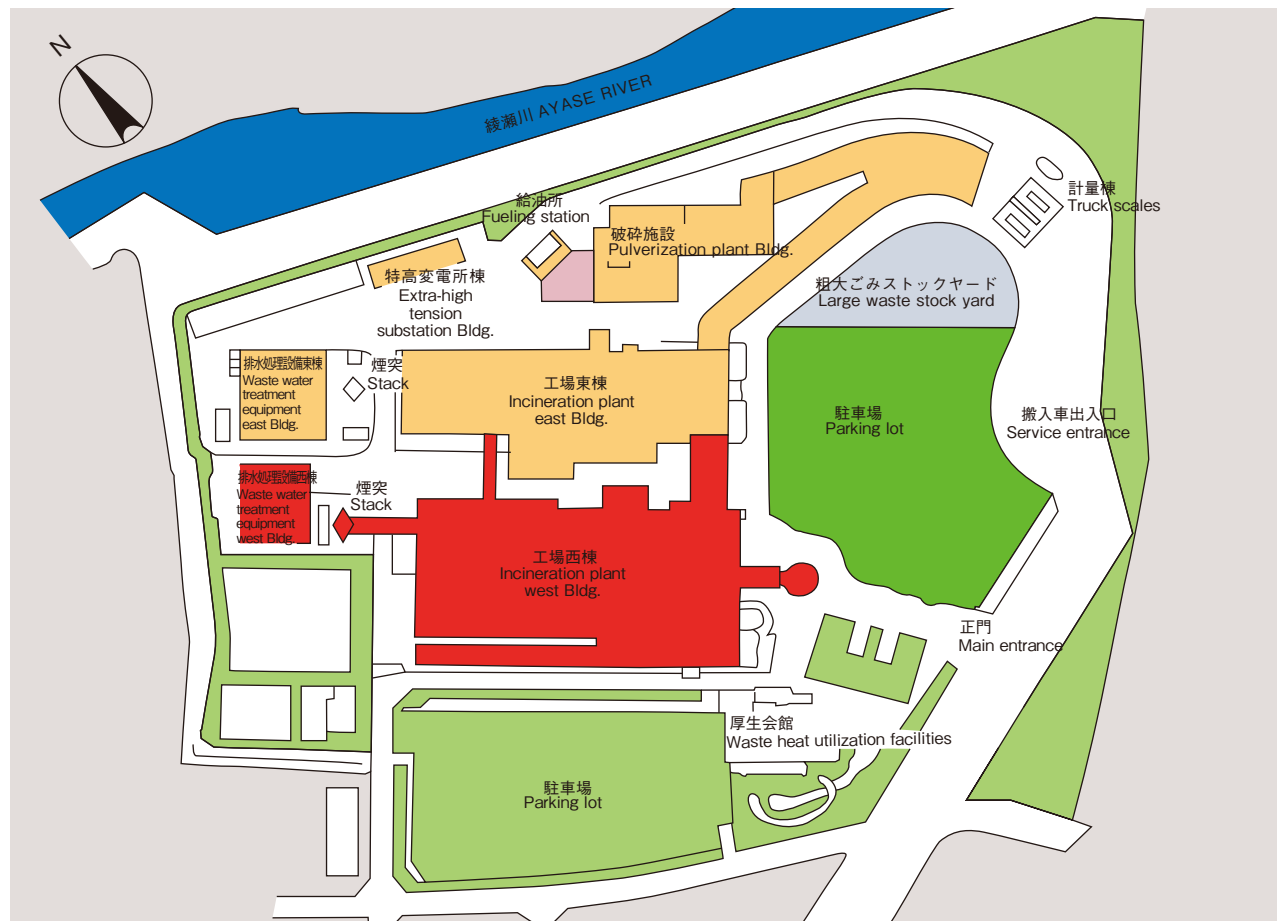 N
綾瀬川 AYASE RIVER
給油所
Fueling station
計量棟
Truck scales
破砕施設
Pulverization plant Bldg.
特高変電所棟
Extra-high
tension
substation Bldg.
粗大ごみストックヤード
Large waste stock yard
排水処理設備東棟
Waste water
treatment
equipment
east Bldg.
煙突
Stack
工場東棟
Incineration plant
east Bldg.
駐車場
Parking lot
搬入車出入口
Service entrance
排水処理設備西棟
Waste water
treatment
equipment
west Bldg.
煙突
Stack
工場西棟
Incineration plant
west Bldg.
正門
Main entrance
厚生会館
Waste heat utilization facilities
駐車場
Parking lot